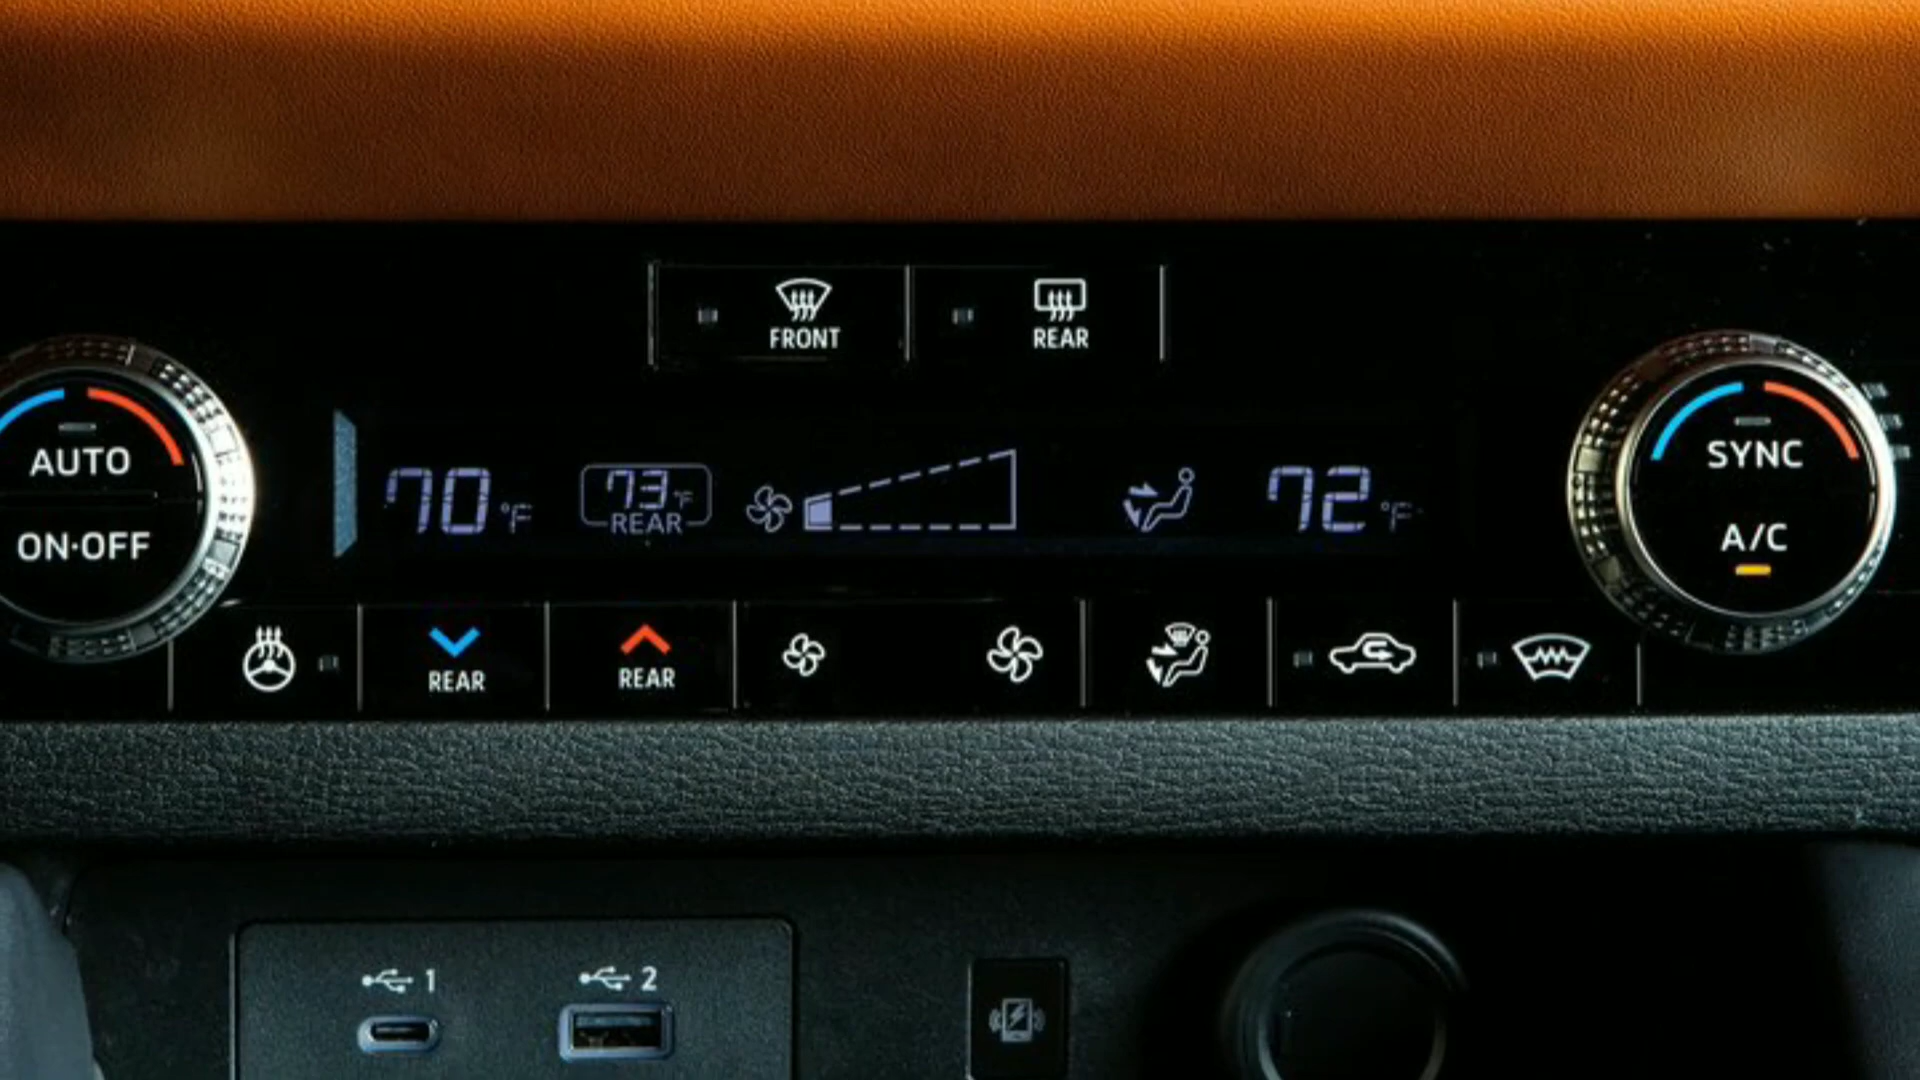 FRONT
REAR
AUTO
ON·OFF
70°F
73°F
REAR
72°F
SYNC
A/C
REAR
REAR
1
2